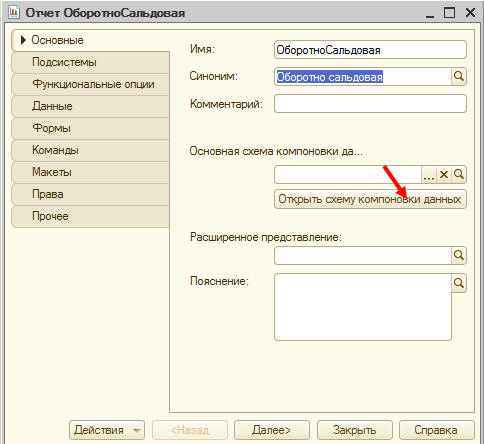 Отчет ОборотноСальдовая
Основные
Подсистемы
Функциональные опции
Данные
Формы
Команды
Макеты
Права
Прочее
Имя: ОборотноСальдовая
Синоним: Оборотно сальдовая
Комментарий:
Основная схема компоновки да...
... ×
Открыть схему компоновки данных
Расширенное представление:
Пояснение:
Действия <Назад Далее> Закрыть Справка